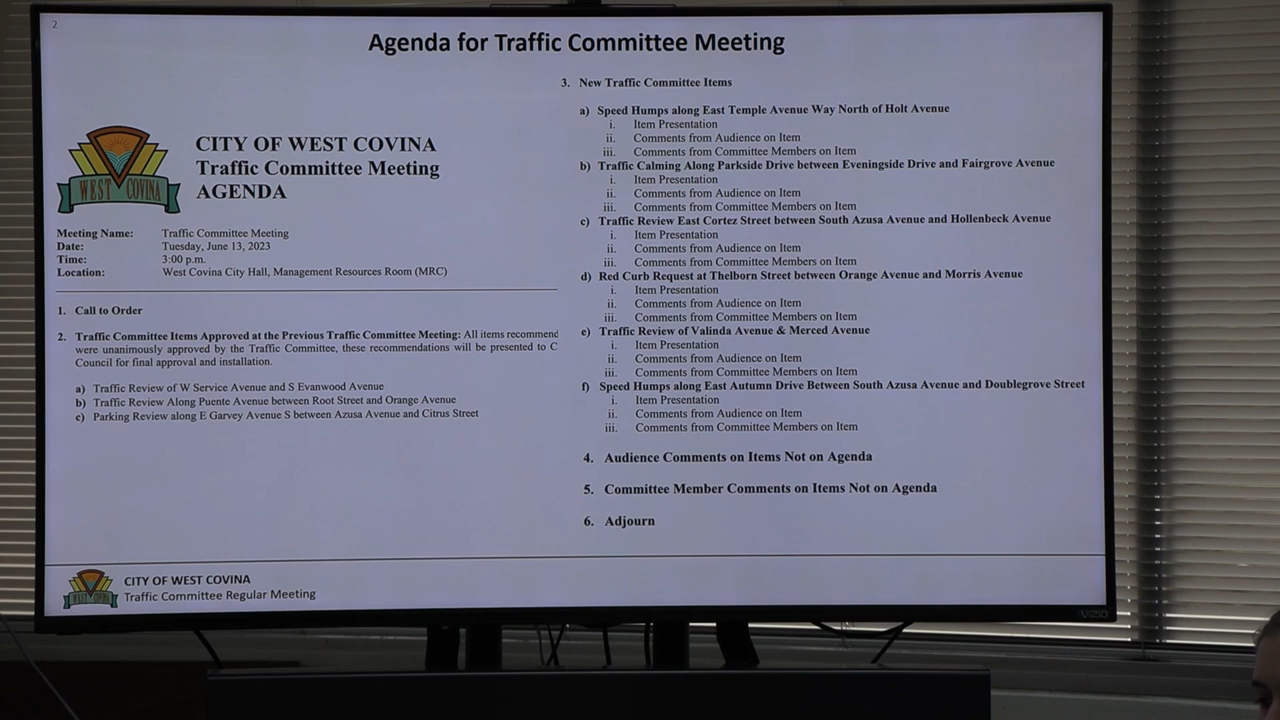 2
Agenda for Traffic Committee Meeting
WEST COVINA
CITY OF WEST COVINA
Traffic Committee Meeting
AGENDA
Meeting Name: Traffic Committee Meeting
Date: Tuesday, June 13, 2023
Time: 3:00 p.m.
Location: West Covina City Hall, Management Resources Room (MRC)
1. Call to Order
2. Traffic Committee Items Approved at the Previous Traffic Committee Meeting: All items recommend
were unanimously approved by the Traffic Committee, these recommendations will be presented to C
Council for final approval and installation.
a) Traffic Review of W Service Avenue and S Evanwood Avenue
b) Traffic Review Along Puente Avenue between Root Street and Orange Avenue
c) Parking Review along E Garvey Avenue S between Azusa Avenue and Citrus Street
3. New Traffic Committee Items
a) Speed Humps along East Temple Avenue Way North of Holt Avenue
i. Item Presentation
ii. Comments from Audience on Item
iii. Comments from Committee Members on Item
b) Traffic Calming Along Parkside Drive between Eveningside Drive and Fairgrove Avenue
i. Item Presentation
ii. Comments from Audience on Item
iii. Comments from Committee Members on Item
c) Traffic Review East Cortez Street between South Azusa Avenue and Hollenbeck Avenue
i. Item Presentation
ii. Comments from Audience on Item
iii. Comments from Committee Members on Item
d) Red Curb Request at Thelborn Street between Orange Avenue and Morris Avenue
i. Item Presentation
ii. Comments from Audience on Item
iii. Comments from Committee Members on Item
e) Traffic Review of Valinda Avenue & Merced Avenue
i. Item Presentation
ii. Comments from Audience on Item
iii. Comments from Committee Members on Item
f) Speed Humps along East Autumn Drive Between South Azusa Avenue and Doublegrove Street
i. Item Presentation
ii. Comments from Audience on Item
iii. Comments from Committee Members on Item
4. Audience Comments on Items Not on Agenda
5. Committee Member Comments on Items Not on Agenda
6. Adjourn
WEST COVINA
CITY OF WEST COVINA
Traffic Committee Regular Meeting
VIZIO